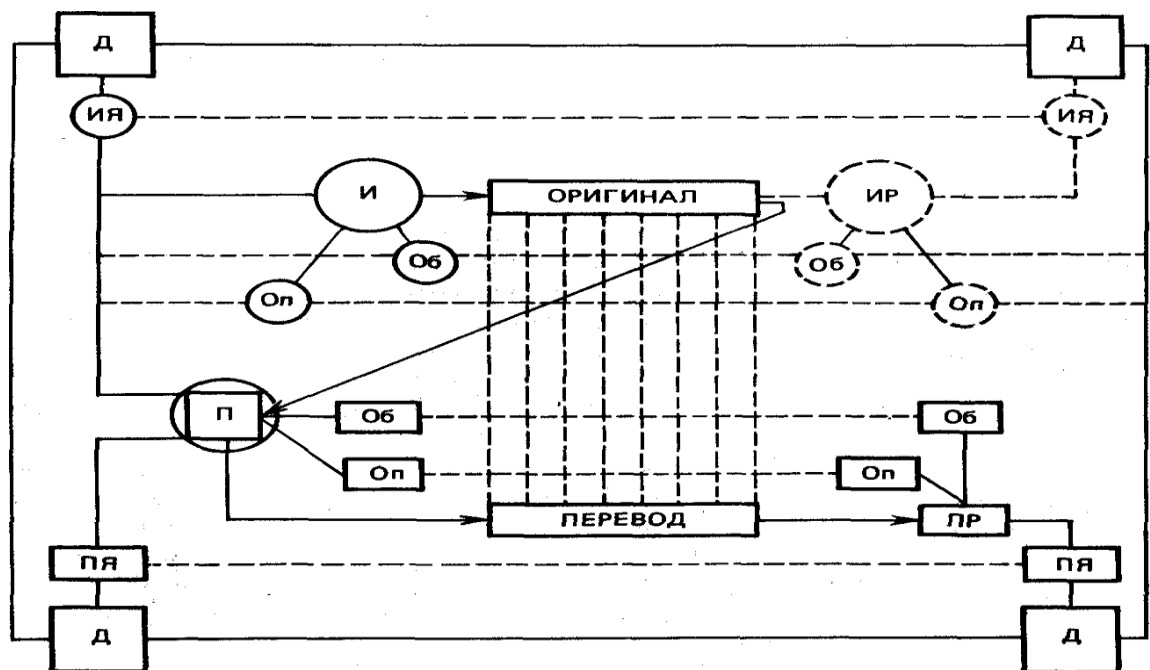 Д
Д
ИЯ
ИЯ
И
ОРИГИНАЛ
ИР
Об
Об
Оп
Оп
П
Об
Об
Оп
Оп
ПЕРЕВОД
ПР
ПЯ
ПЯ
Д
Д